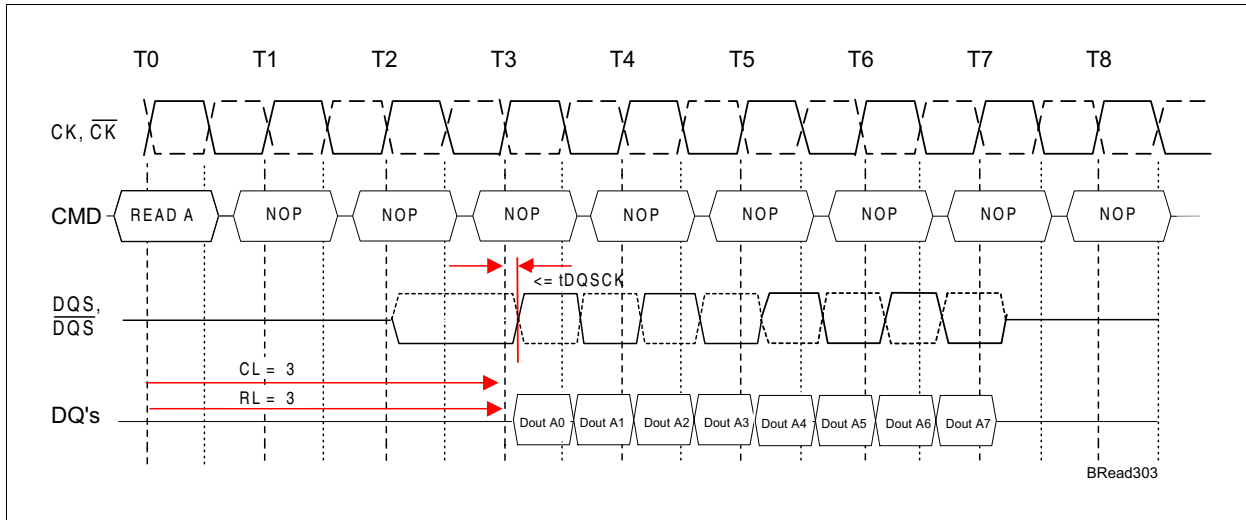 T0 T1 T2 T3 T4 T5 T6 T7 T8
CK, CK
CMD READ A NOP NOP NOP NOP NOP NOP NOP NOP
<= tDQSCK
DQS,
DQS
CL = 3
RL = 3
DQ's Dout A0 Dout A1 Dout A2 Dout A3 Dout A4 Dout A5 Dout A6 Dout A7
BRead303